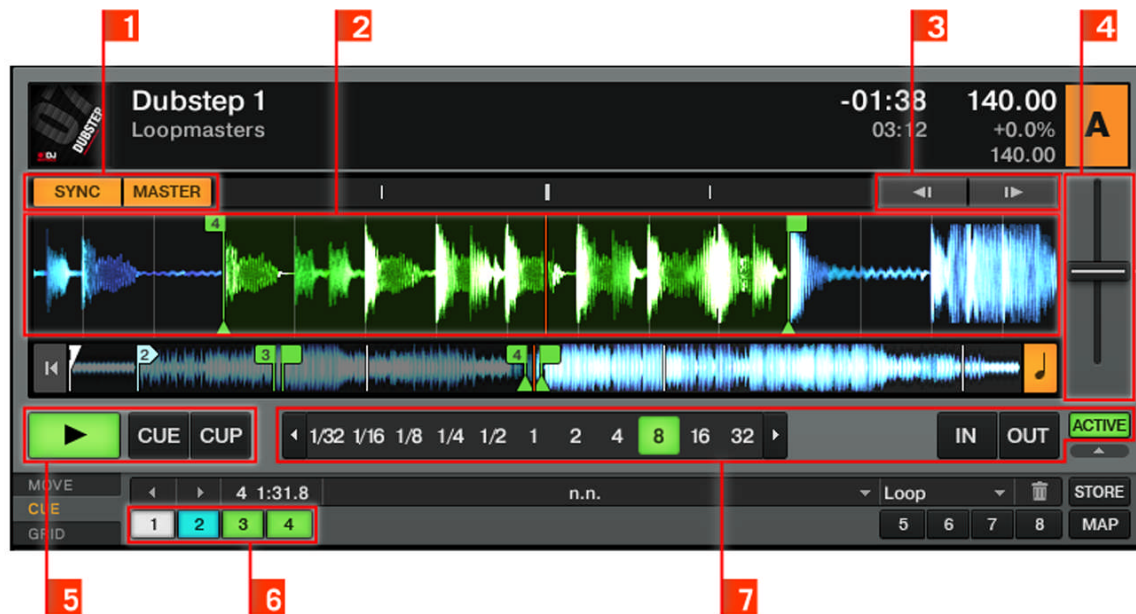 1 2 3 4
Dubstep 1 -01:38 140.00
Loopmasters 03:12 +0.0%
140.00
A
DUBSTEP
DJ
SYNC MASTER
4
2 3 4
CUE CUP 1/32 1/16 1/8 1/4 1/2 1 2 4 8 16 32 IN OUT ACTIVE
MOVE
CUE
GRID
4 1:31.8 n.n. Loop STORE
1 2 3 4 5 6 7 8 MAP
5 6 7